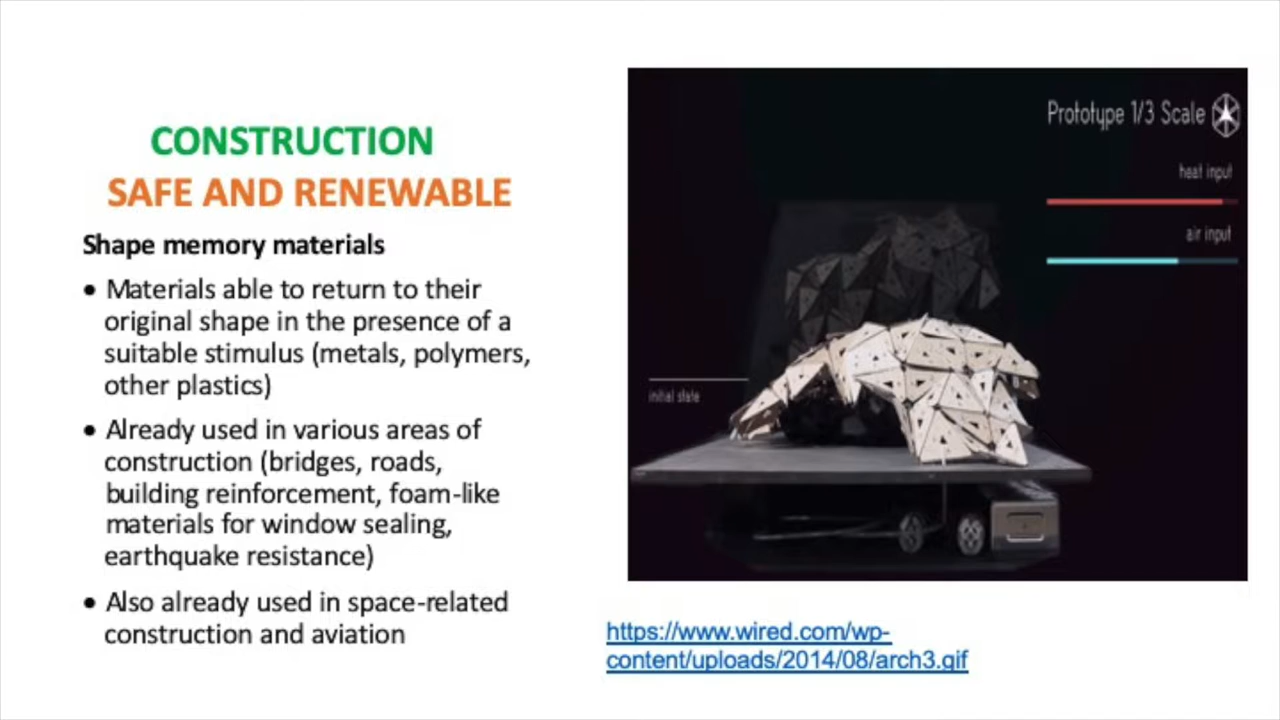 CONSTRUCTION
SAFE AND RENEWABLE
Shape memory materials
• Materials able to return to their
original shape in the presence of a
suitable stimulus (metals, polymers,
other plastics)
• Already used in various areas of
construction (bridges, roads,
building reinforcement, foam-like
materials for window sealing,
earthquake resistance)
• Also already used in space-related
construction and aviation
Prototype 1/3 Scale
heat input
air input
initial state
https://www.wired.com/wp-
content/uploads/2014/08/arch3.gif